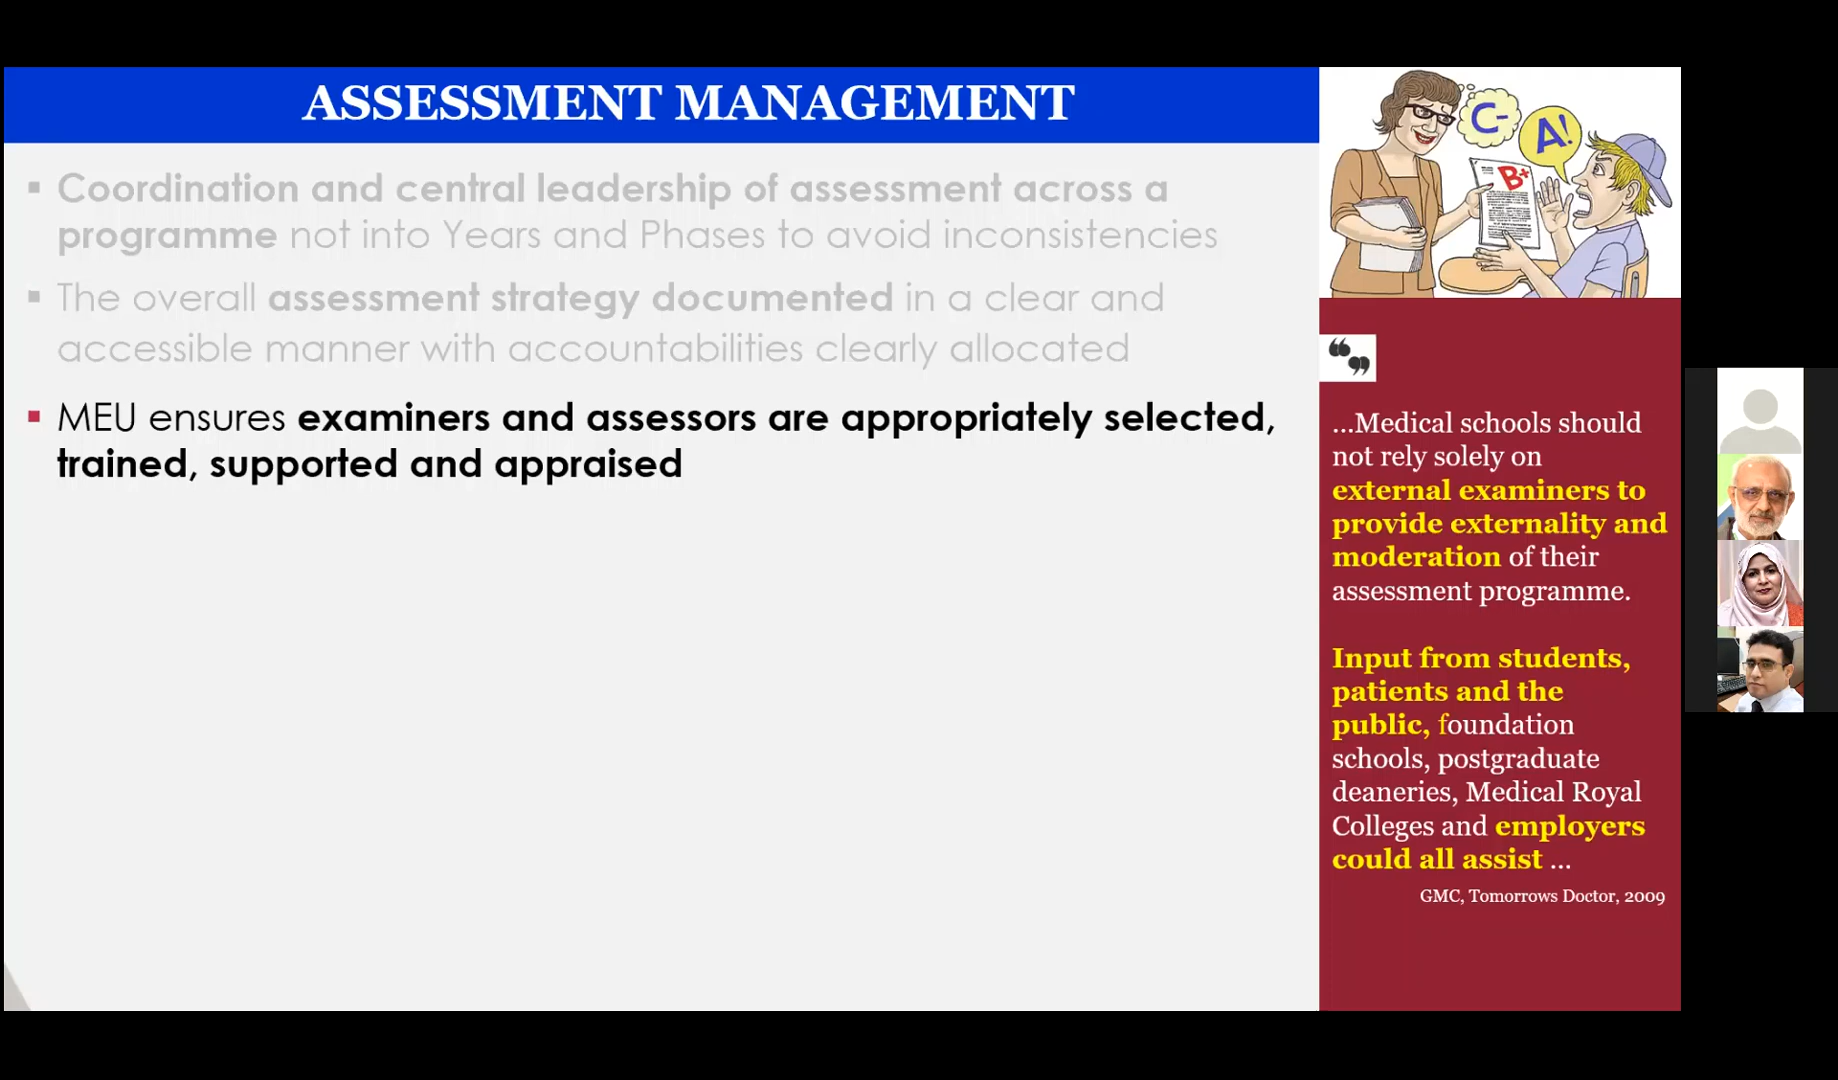 ASSESSMENT MANAGEMENT
▪ Coordination and central leadership of assessment across a
programme not into Years and Phases to avoid inconsistencies
▪ The overall assessment strategy documented in a clear and
accessible manner with accountabilities clearly allocated
▪ MEU ensures examiners and assessors are appropriately selected,
trained, supported and appraised
C-
A!
B+
...Medical schools should
not rely solely on
external examiners to
provide externality and
moderation of their
assessment programme.
Input from students,
patients and the
public, foundation
schools, postgraduate
deaneries, Medical Royal
Colleges and employers
could all assist ...
GMC, Tomorrows Doctor, 2009